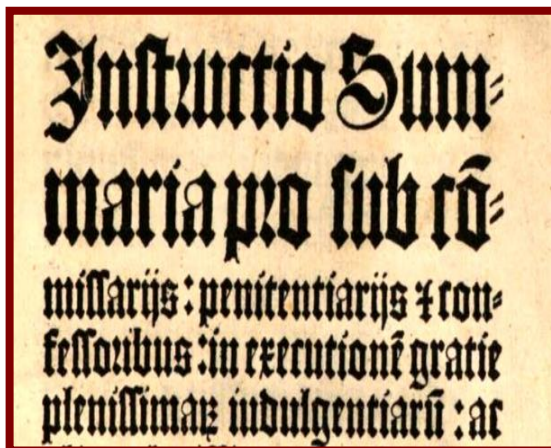 Inſtructio Sum⸗
maria pro ſub cō⸗
miſſarijs : penitentiarijs ⁊ con⸗
feſſoribus : in executionē gratie
pleniſſimaꝝ indulgentiarū : ac